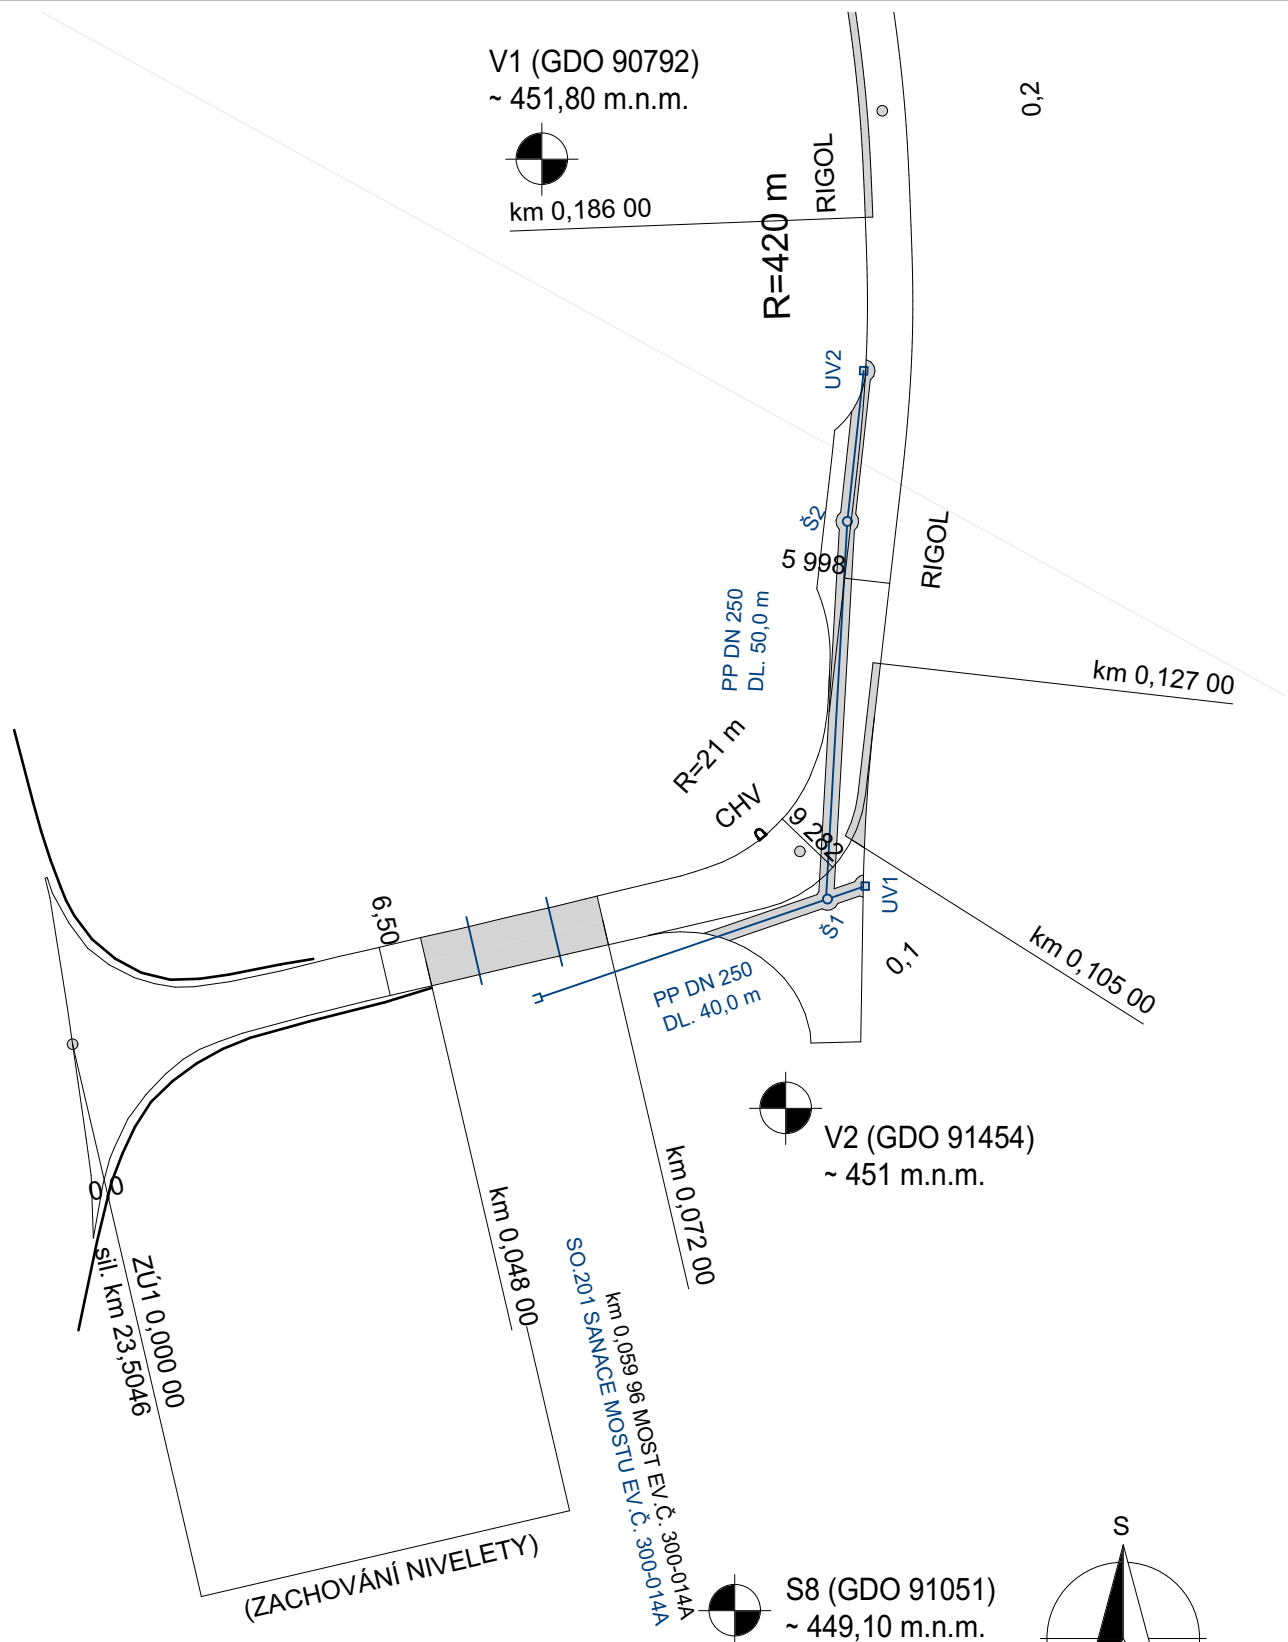 V1 (GDO 90792)
~ 451,80 m.n.m.
0,2
RIGOL
km 0,186 00
R=420 m
UV2
Š2
5 998
RIGOL
PP DN 250
DL. 50,0 m
km 0,127 00
R=21 m
CHV
9 282
6,50
UV1
Š1
0,1
km 0,105 00
PP DN 250
DL. 40,0 m
V2 (GDO 91454)
~ 451 m.n.m.
km 0,072 00
km 0,048 00
0,0
ZÚ1 0,000 00
sil. km 23,5046
km 0,059 96 MOST EV.Č. 300-014A
SO.201 SANACE MOSTU EV.Č. 300-014A
(ZACHOVÁNÍ NIVELETY)
S
S8 (GDO 91051)
~ 449,10 m.n.m.